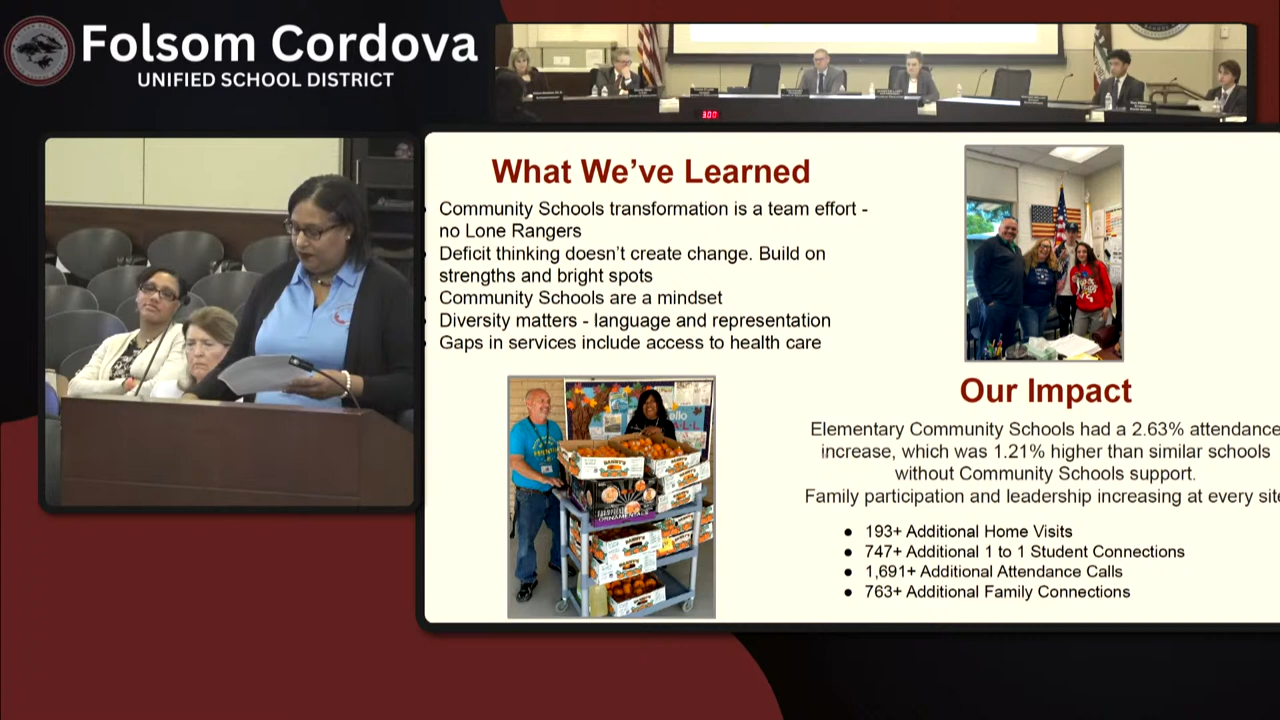 Folsom Cordova
UNIFIED SCHOOL DISTRICT
3:00
What We've Learned
Community Schools transformation is a team effort -
no Lone Rangers
Deficit thinking doesn't create change. Build on
strengths and bright spots
Community Schools are a mindset
Diversity matters - language and representation
Gaps in services include access to health care
Our Impact
Elementary Community Schools had a 2.63% attendance
increase, which was 1.21% higher than similar schools
without Community Schools support.
Family participation and leadership increasing at every
● 193+ Additional Home Visits
● 747+ Additional 1 to 1 Student Connections
● 1,691+ Additional Attendance Calls
● 763+ Additional Family Connections